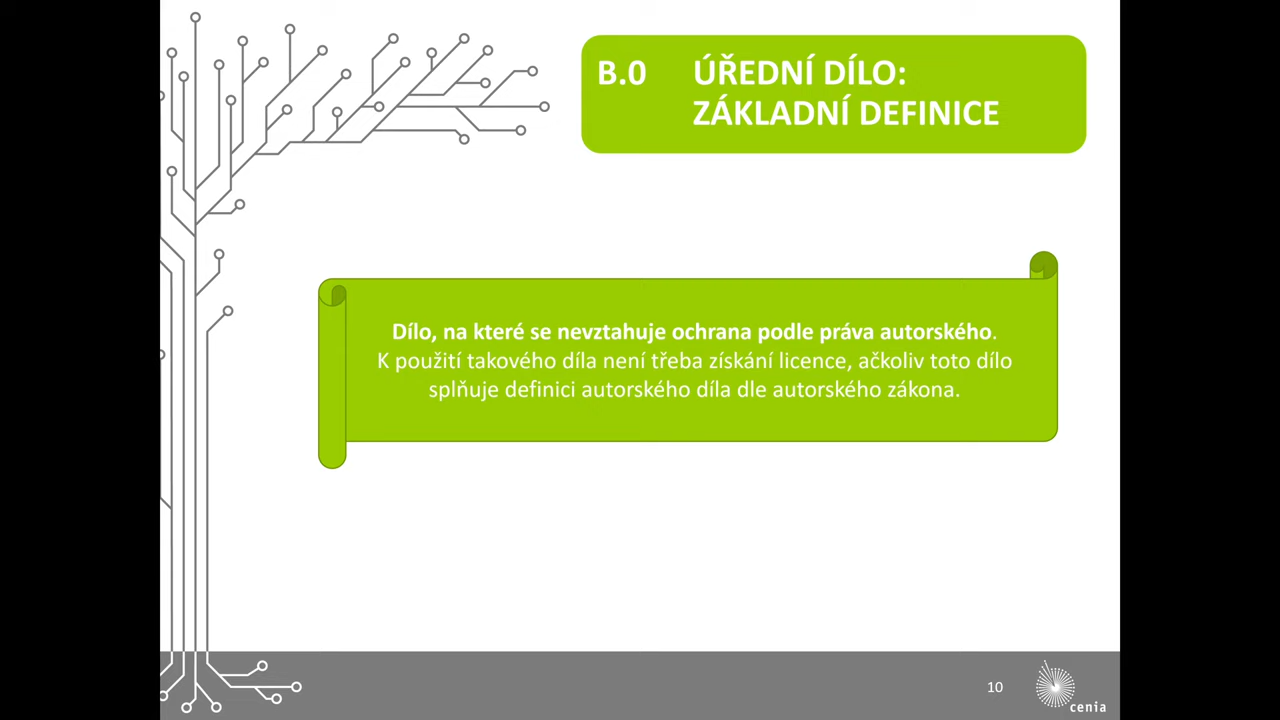 B.0 ÚŘEDNÍ DÍLO:
ZÁKLADNÍ DEFINICE
Dílo, na které se nevztahuje ochrana podle práva autorského.
K použití takového díla není třeba získání licence, ačkoliv toto dílo
splňuje definici autorského díla dle autorského zákona.
10
cenia